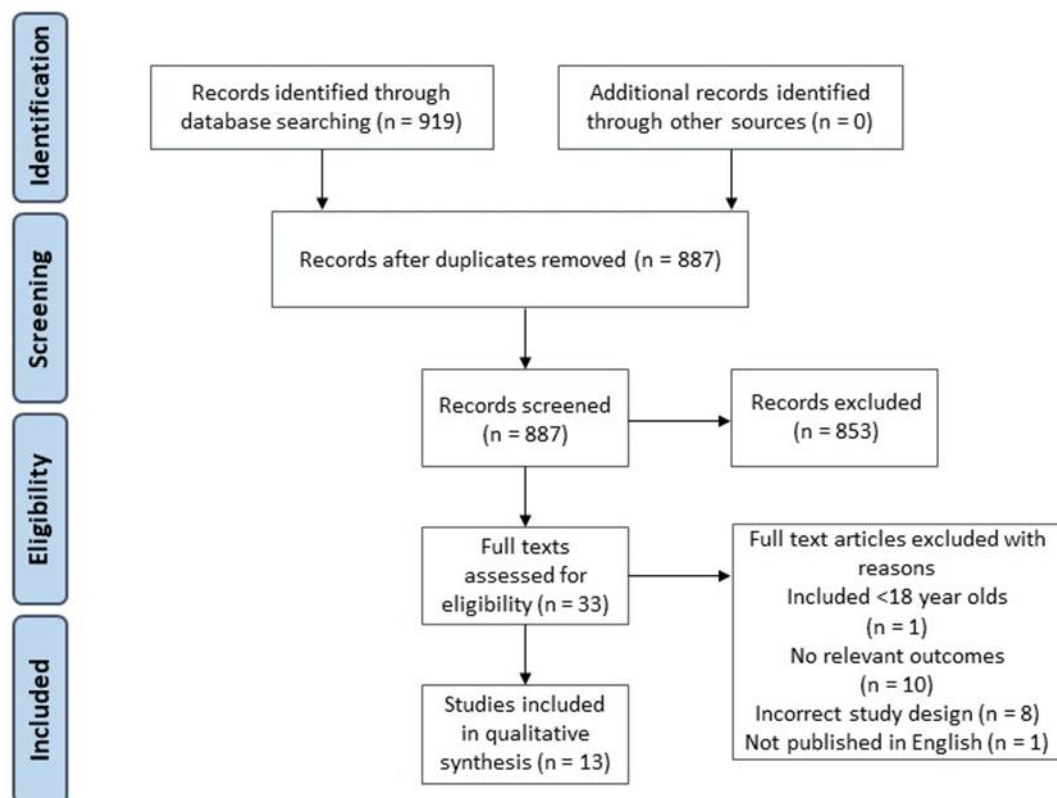 Identification
Records identified through
database searching (n = 919)
Additional records identified
through other sources (n = 0)
Screening
Records after duplicates removed (n = 887)
Records screened
(n = 887)
Records excluded
(n = 853)
Eligibility
Full texts
assessed for
eligibility (n = 33)
Full text articles excluded with
reasons
Included <18 year olds
(n = 1)
No relevant outcomes
(n = 10)
Incorrect study design (n = 8)
Not published in English (n = 1)
Included
Studies included
in qualitative
synthesis (n = 13)